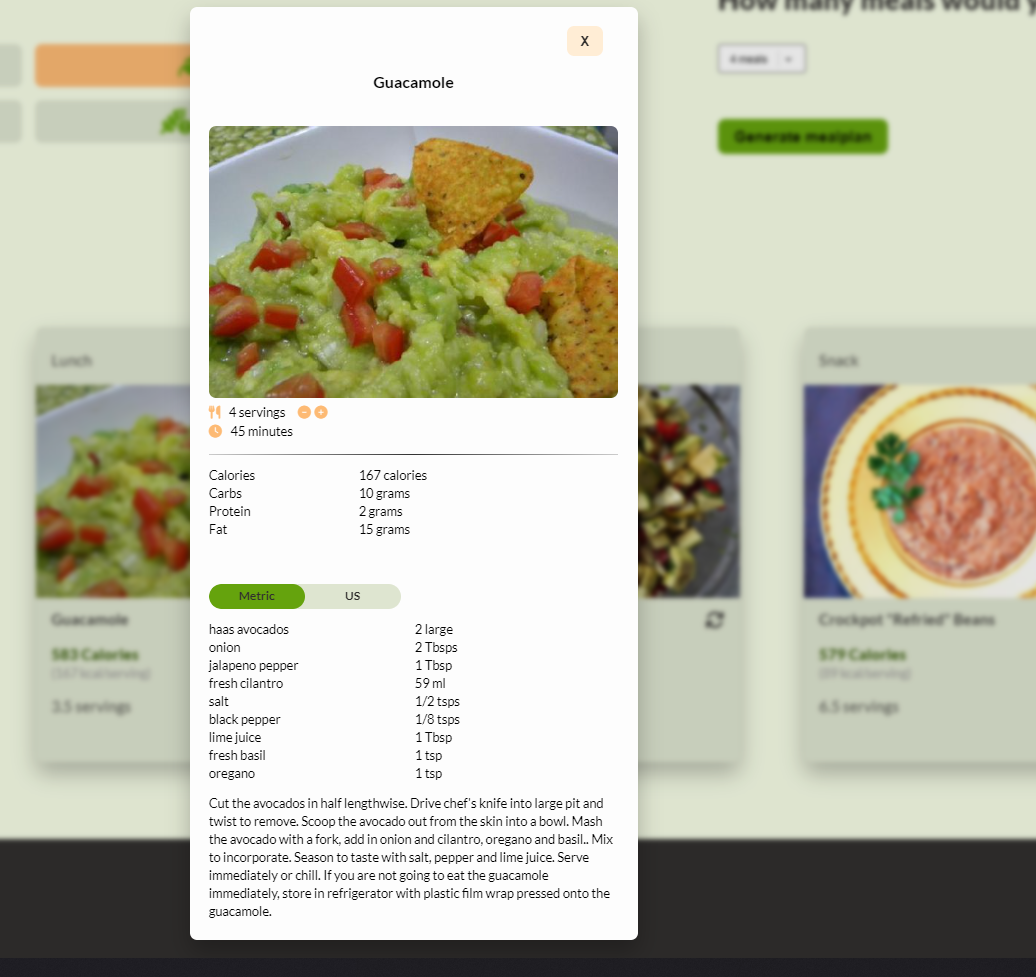 How many meals would y
X
4 meals
Guacamole
Generate mealplan
4 servings
45 minutes
Lunch
Snack
Calories 167 calories
Carbs 10 grams
Protein 2 grams
Fat 15 grams
Metric US
haas avocados 2 large
onion 2 Tbsps
jalapeno pepper 1 Tbsp
fresh cilantro 59 ml
salt 1/2 tsps
black pepper 1/8 tsps
lime juice 1 Tbsp
fresh basil 1 tsp
oregano 1 tsp
Cut the avocados in half lengthwise. Drive chef's knife into large pit and
twist to remove. Scoop the avocado out from the skin into a bowl. Mash
the avocado with a fork, add in onion and cilantro, oregano and basil.. Mix
to incorporate. Season to taste with salt, pepper and lime juice. Serve
immediately or chill. If you are not going to eat the guacamole
immediately, store in refrigerator with plastic film wrap pressed onto the
guacamole.
Guacamole
583 Calories
(167 kcal/serving)
3.5 servings
Crockpot "Refried" Beans
579 Calories
(89 kcal/serving)
6.5 servings